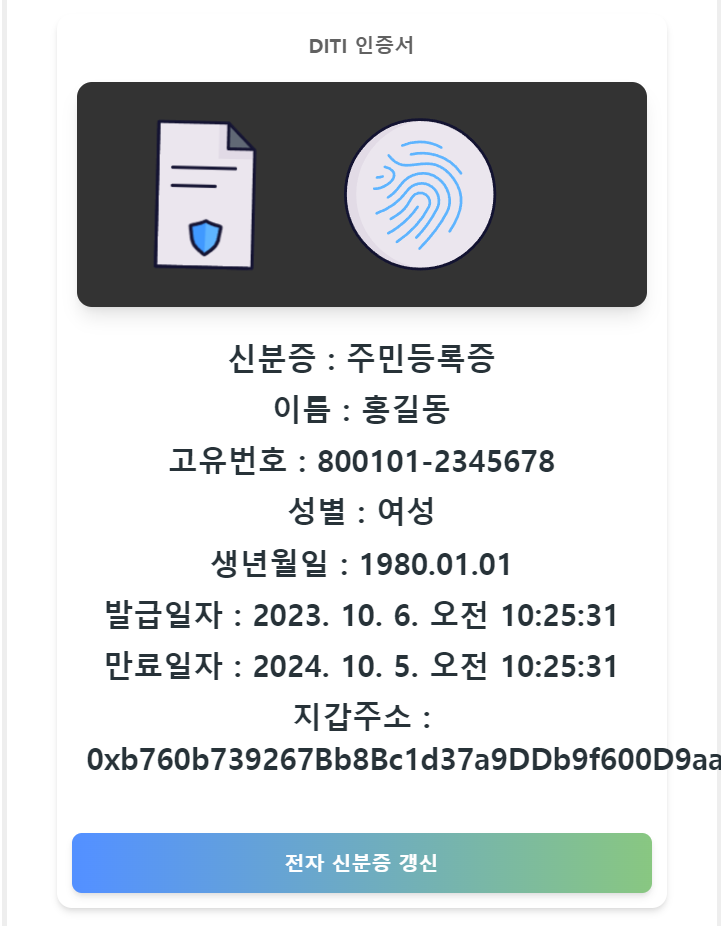 DITI 인증서
신분증 : 주민등록증
이름 : 홍길동
고유번호 : 800101-2345678
성별 : 여성
생년월일 : 1980.01.01
발급일자 : 2023. 10. 6. 오전 10:25:31
만료일자 : 2024. 10. 5. 오전 10:25:31
지갑주소 :
0xb760b739267Bb8Bc1d37a9DDb9f600D9aa
전자 신분증 갱신